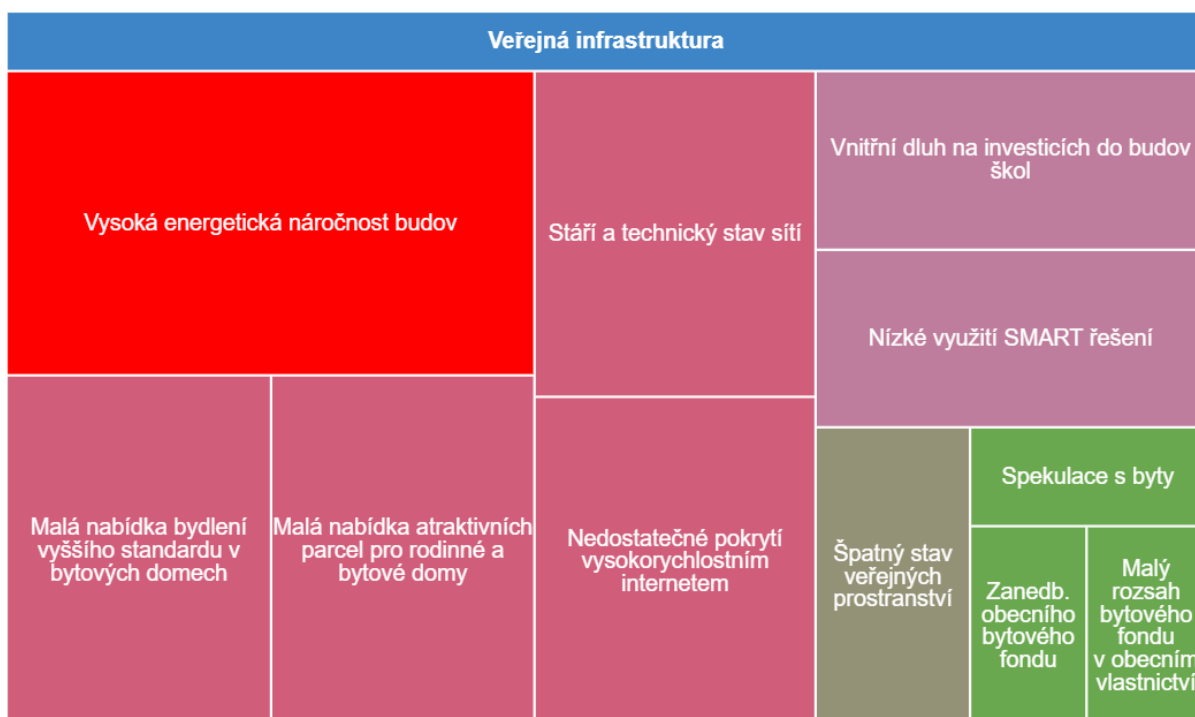 Veřejná infrastruktura
Vysoká energetická náročnost budov
Stáří a technický stav sítí
Vnitřní dluh na investicích do budov
škol
Nízké využití SMART řešení
Malá nabídka bydlení
vyššího standardu v
bytových domech
Malá nabídka atraktivních
parcel pro rodinné a
bytové domy
Nedostatečné pokrytí
vysokorychlostním
internetem
Špatný stav
veřejných
prostranství
Spekulace s byty
Zanedb.
obecního
bytového
fondu
Malý
rozsah
bytového
fondu
v obecním
vlastnictví